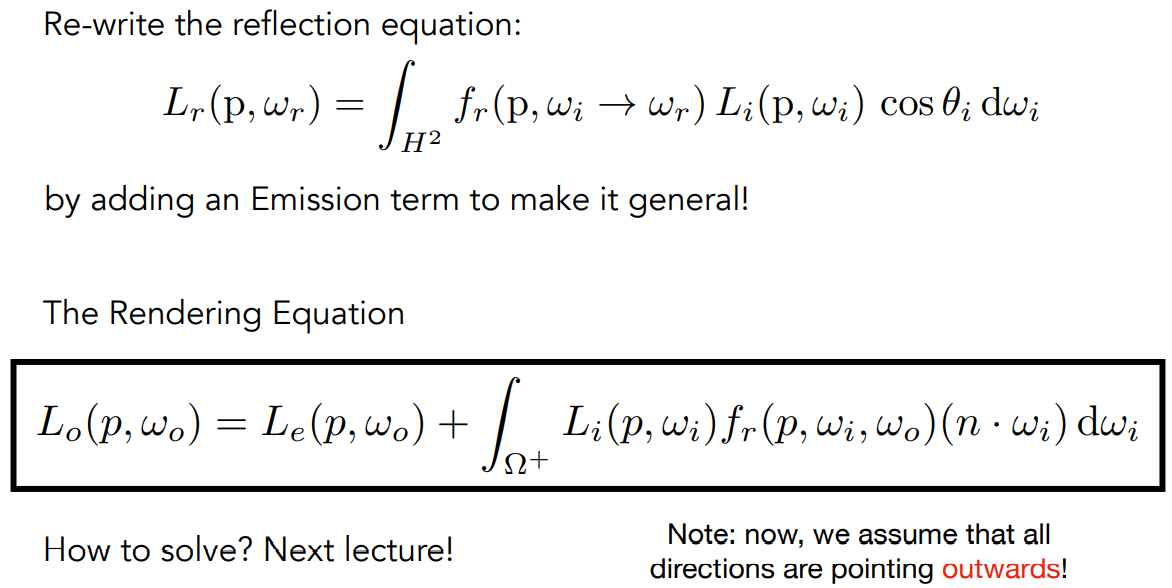 Re-write the reflection equation:
$L_r(\mathrm{p}, \omega_r) = \int_{H^2} f_r(\mathrm{p}, \omega_i \to \omega_r) \, L_i(\mathrm{p}, \omega_i) \, \cos\theta_i \, \mathrm{d}\omega_i$
by adding an Emission term to make it general!
The Rendering Equation
$L_o(p, \omega_o) = L_e(p, \omega_o) + \int_{\Omega^+} L_i(p, \omega_i) f_r(p, \omega_i, \omega_o)(n \cdot \omega_i) \, \mathrm{d}\omega_i$
How to solve? Next lecture!
Note: now, we assume that all
directions are pointing outwards!